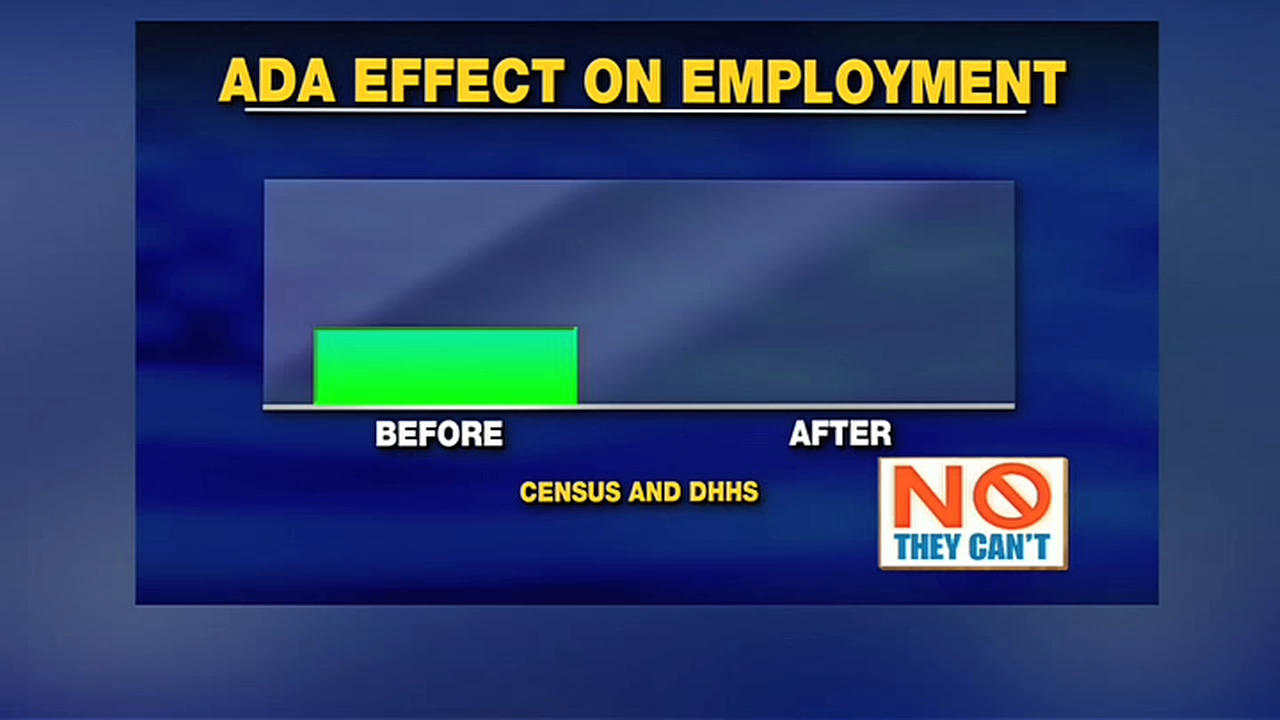 ADA EFFECT ON EMPLOYMENT
BEFORE
AFTER
CENSUS AND DHHS
NO
THEY CAN'T